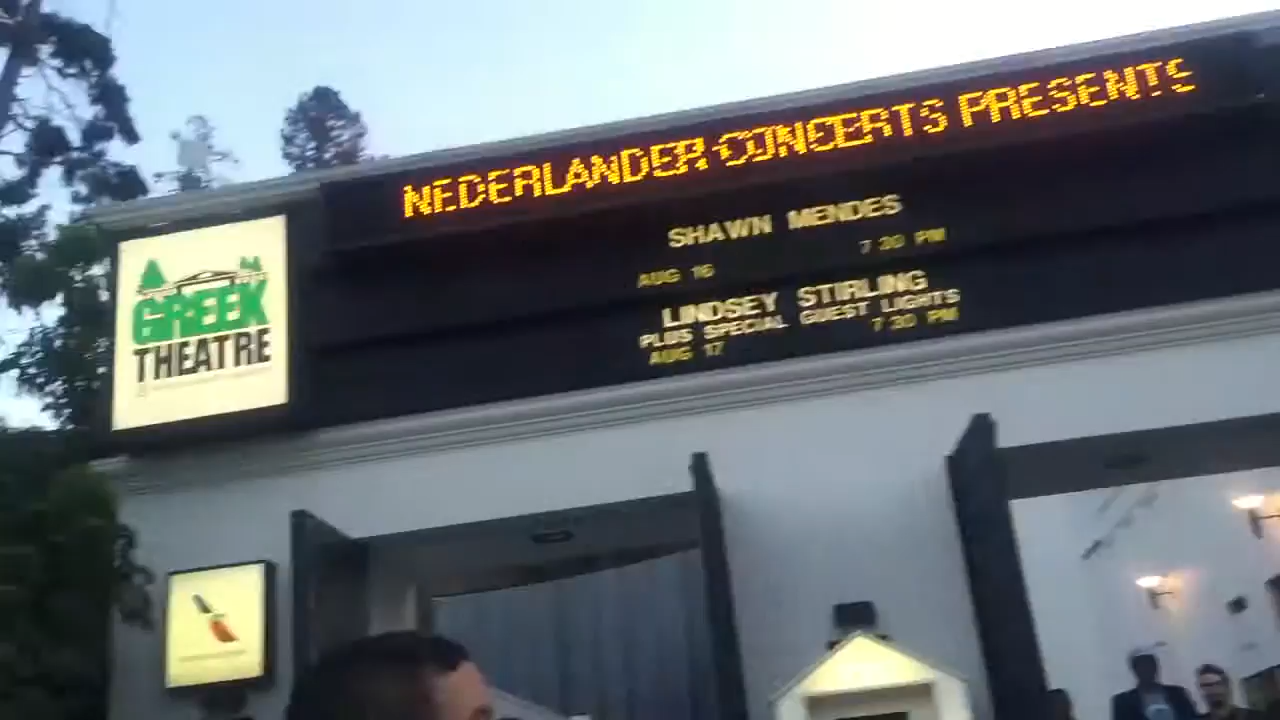 NEDERLANDER CONCERTS PRESENTS
SHAWN MENDES
AUG 16 7 30 PM
LINDSEY STIRLING
PLUS SPECIAL GUEST LIGHTS
AUG 17 7 30 PM
GREEK
THEATRE